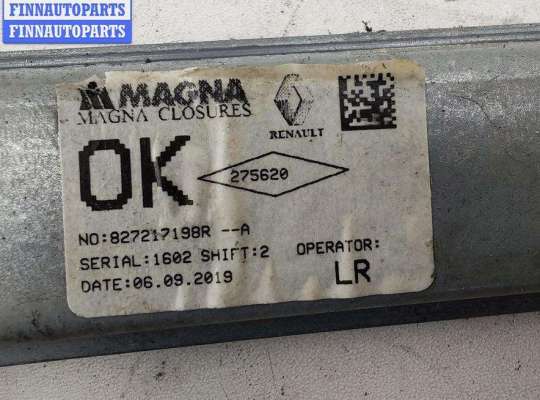 FINNAUTOPARTS
FINNAUTOPARTS
MAGNA
MAGNA CLOSURES
RENAULT
OK
275620
NO:827217198R --A
SERIAL:1602 SHIFT:2 OPERATOR:
DATE:06.09.2019 LR